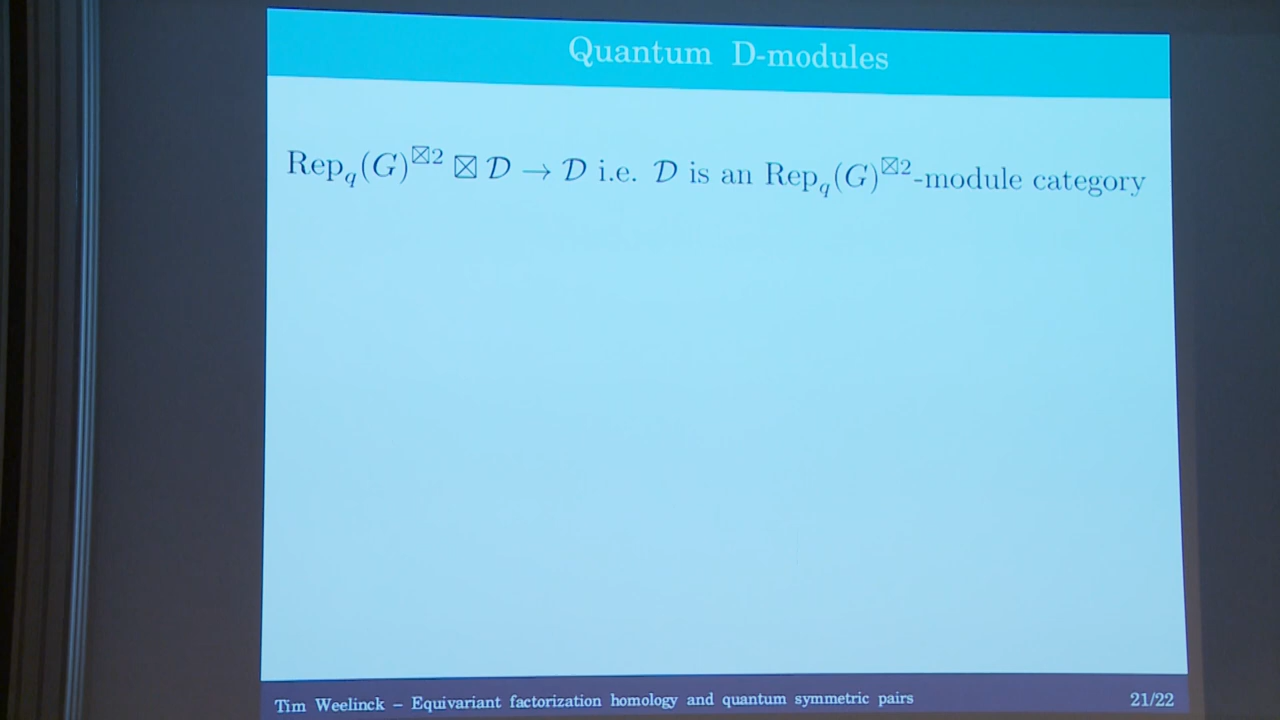 Quantum D-modules
Rep_q(G)^{⊠2} ⊠ 𝒟 → 𝒟 i.e. 𝒟 is an Rep_q(G)^{⊠2}-module category
Tim Weelinck – Equivariant factorization homology and quantum symmetric pairs 21/22